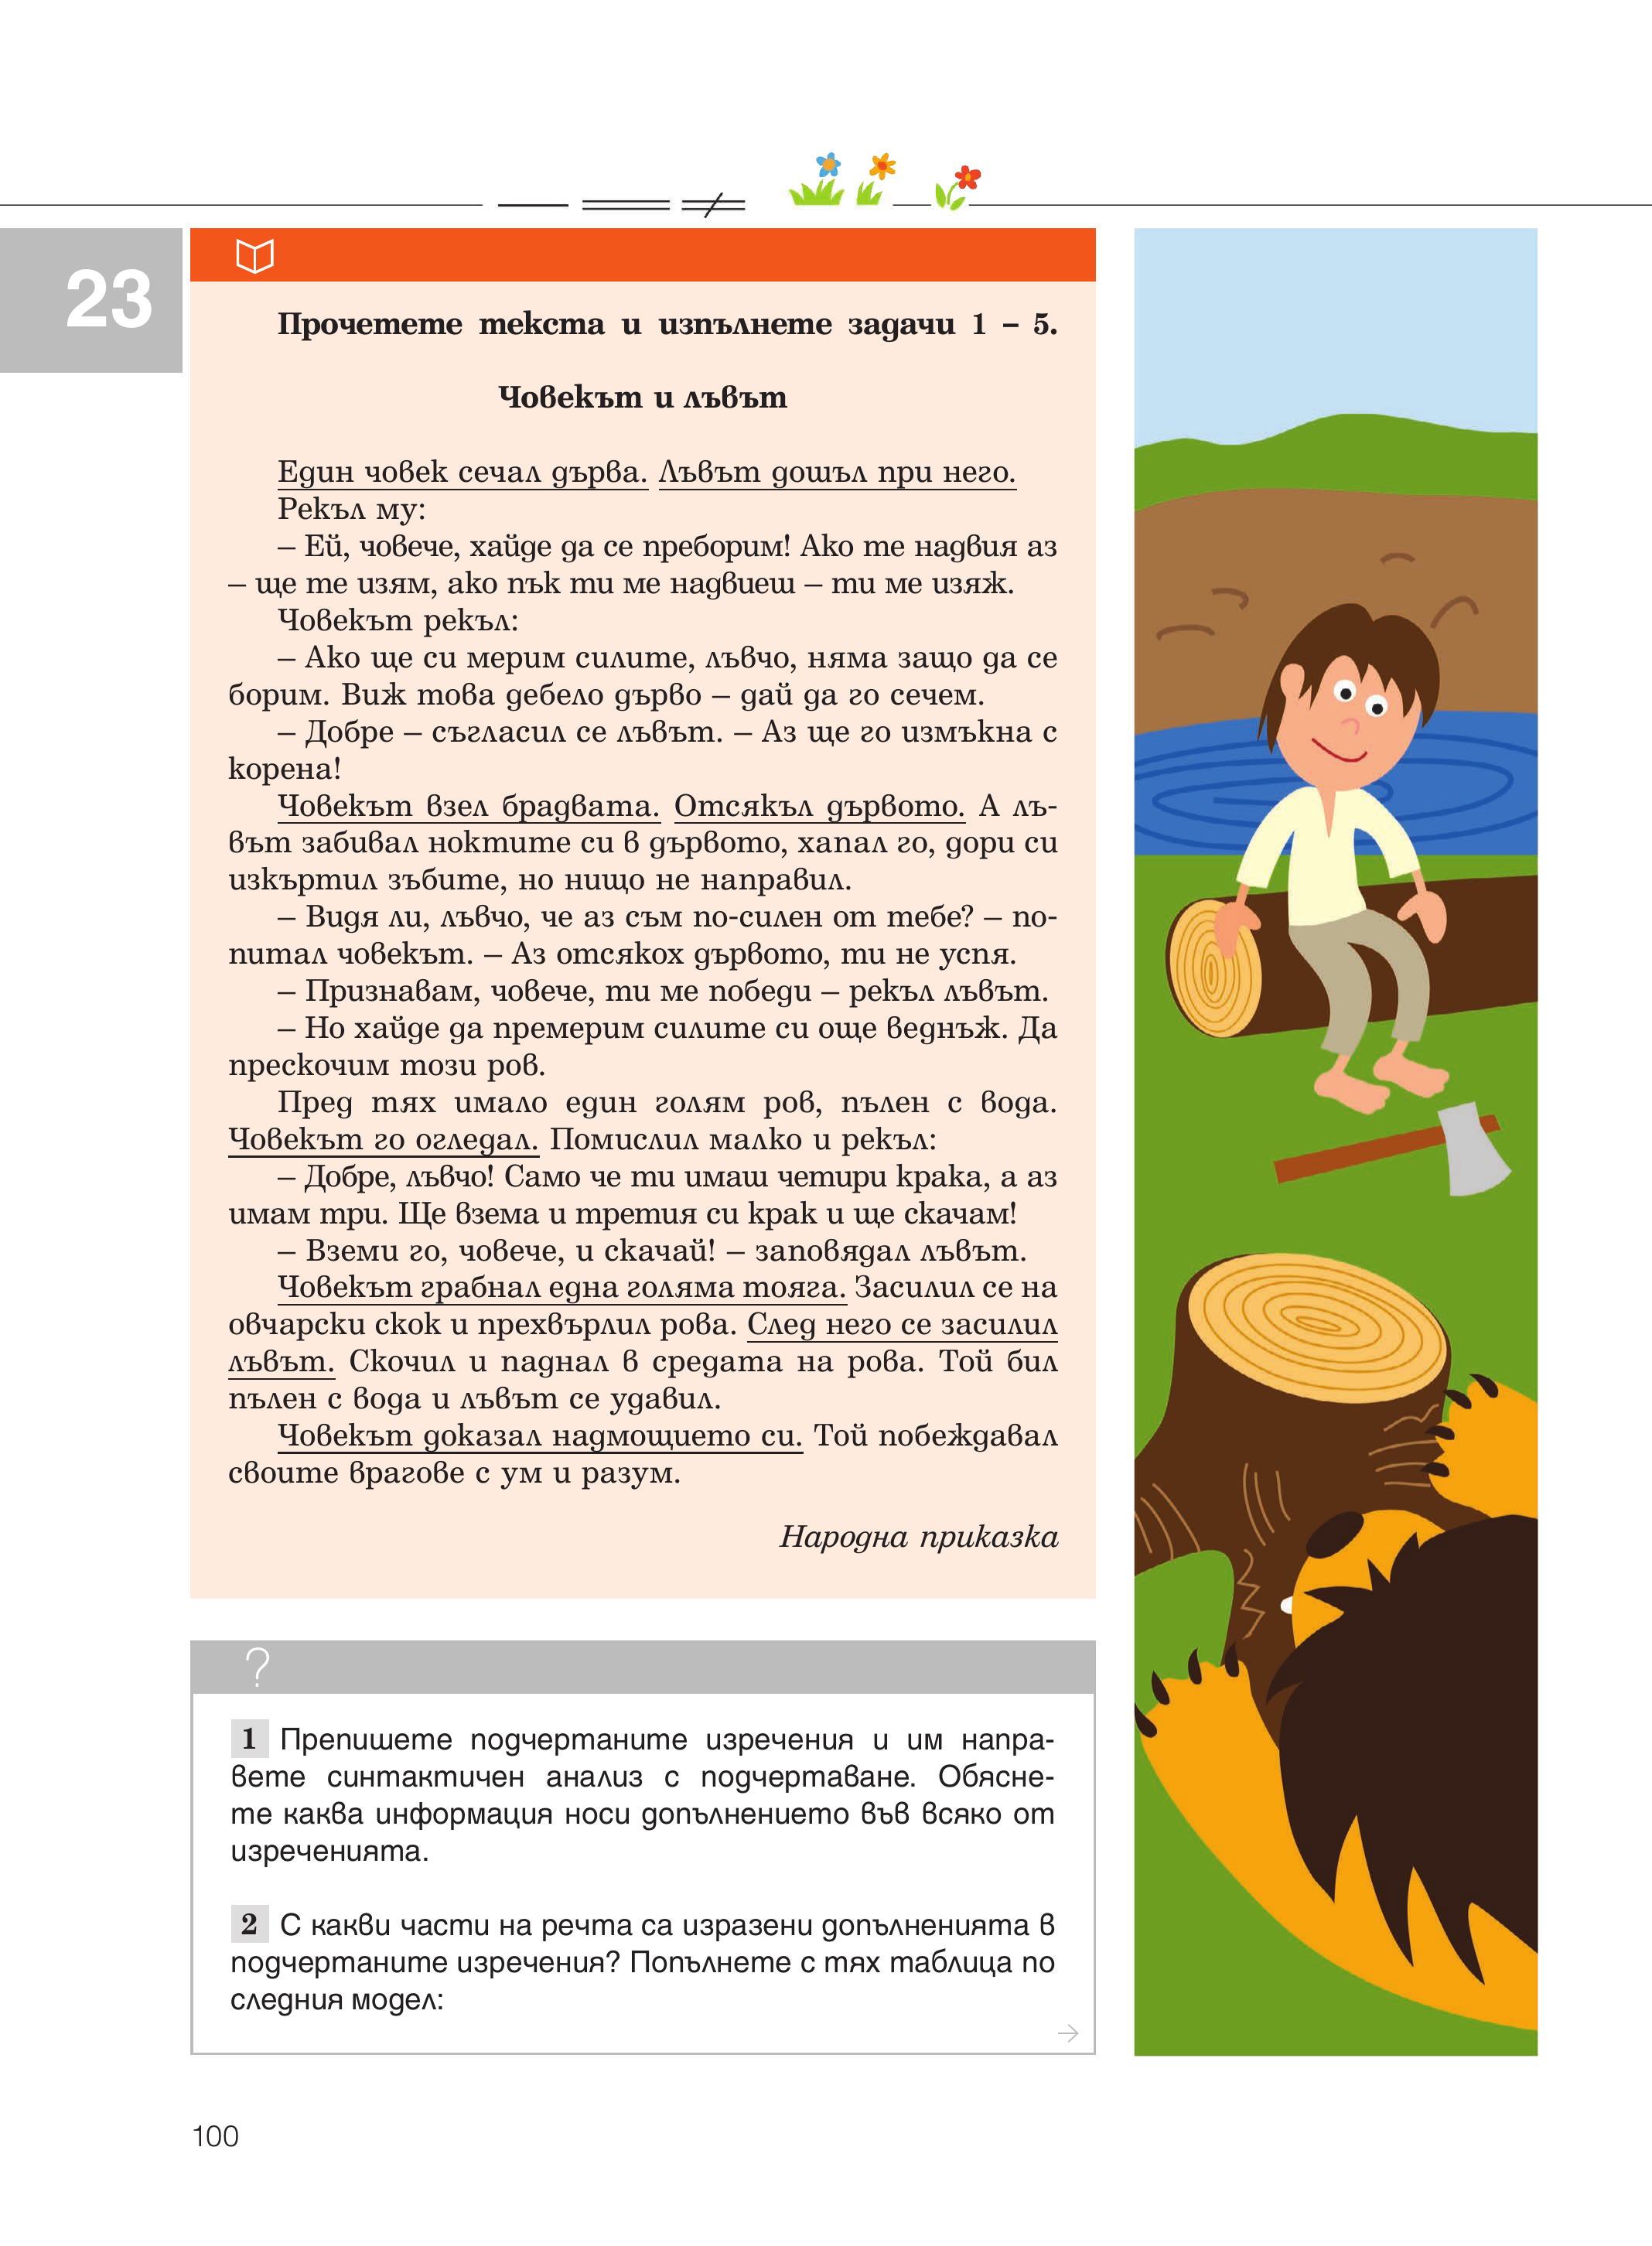 23
Прочетете текста и изпълнете задачи 1 – 5.
Човекът и лъвът
Един човек сечал дърва. Лъвът дошъл при него.
Рекъл му:
– Ей, човече, хайде да се преборим! Ако те надвия аз
– ще те изям, ако пък ти ме надвиеш – ти ме изяж.
Човекът рекъл:
– Ако ще си мерим силите, лъвчо, няма защо да се
борим. Виж това дебело дърво – дай да го сечем.
– Добре – съгласил се лъвът. – Аз ще го измъкна с
корена!
Човекът взел брадвата. Отсякъл дървото. А лъ-
вът забивал ноктите си в дървото, хапал го, дори си
изкъртил зъбите, но нищо не направил.
– Видя ли, лъвчо, че аз съм по-силен от тебе? – по-
питал човекът. – Аз отсякох дървото, ти не успя.
– Признавам, човече, ти ме победи – рекъл лъвът.
– Но хайде да премерим силите си още веднъж. Да
прескочим този ров.
Пред тях имало един голям ров, пълен с вода.
Човекът го огледал. Помислил малко и рекъл:
– Добре, лъвчо! Само че ти имаш четири крака, а аз
имам три. Ще взема и третия си крак и ще скачам!
– Вземи го, човече, и скачай! – заповядал лъвът.
Човекът грабнал една голяма тояга. Засилил се на
овчарски скок и прехвърлил рова. След него се засилил
лъвът. Скочил и паднал в средата на рова. Той бил
пълен с вода и лъвът се удавил.
Човекът доказал надмощието си. Той побеждавал
своите врагове с ум и разум.
Народна приказка
?
1 Препишете подчертаните изречения и им напра-
вете синтактичен анализ с подчертаване. Обясне-
те каква информация носи допълнението във всяко от
изреченията.
2 С какви части на речта са изразени допълненията в
подчертаните изречения? Попълнете с тях таблица по
следния модел:
→
100